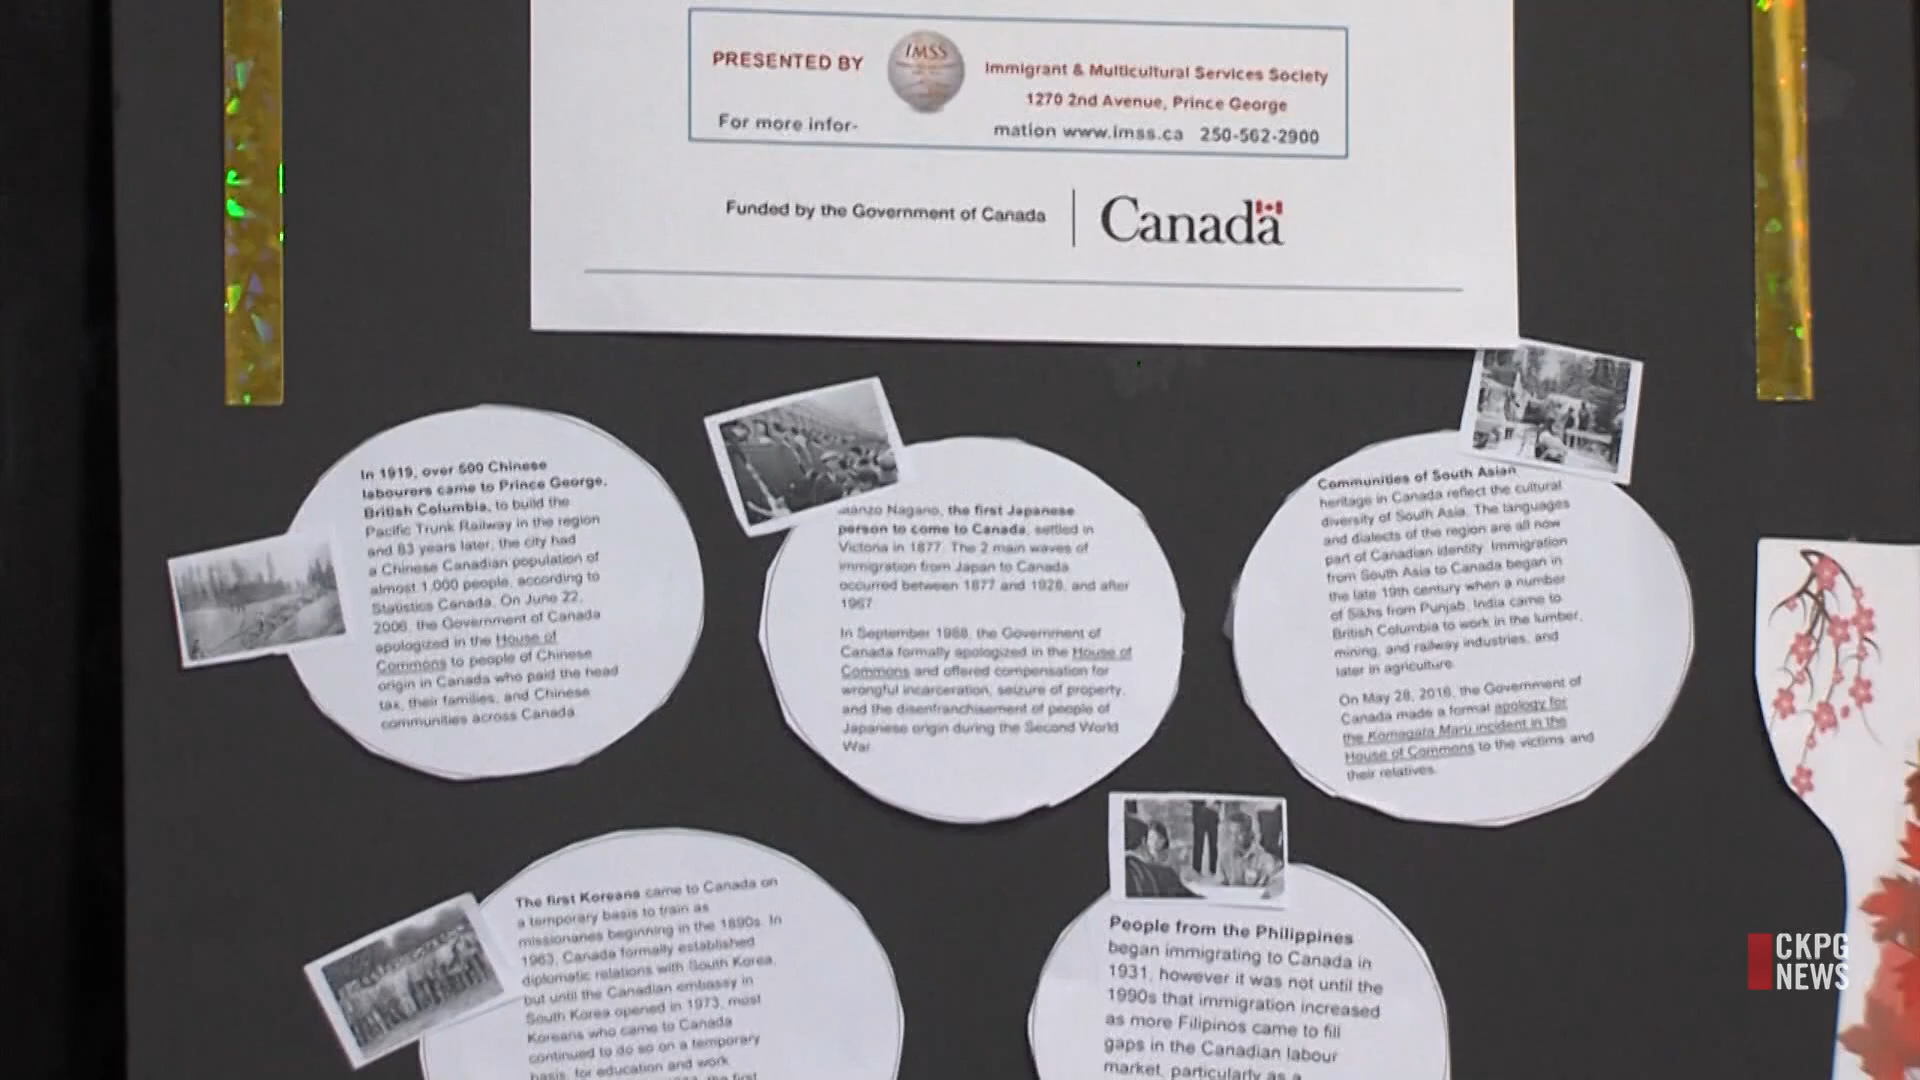 PRESENTED BY
IMSS
Immigrant & Multicultural Services Society
1270 2nd Avenue, Prince George
For more infor-
mation www.imss.ca 250-562-2900
Funded by the Government of Canada
Canada
In 1919, over 500 Chinese
labourers came to Prince George,
British Columbia, to build the
Pacific Trunk Railway in the region
and 83 years later, the city had
a Chinese Canadian population of
almost 1,000 people, according to
Statistics Canada. On June 22,
2006, the Government of Canada
apologized in the House of
Commons to people of Chinese
origin in Canada who paid the head
tax, their families, and Chinese
communities across Canada.
Nagano, the first Japanese
person to come to Canada, settled in
Victoria in 1877. The 2 main waves of
immigration from Japan to Canada
occurred between 1877 and 1928, and after
1967.
In September 1988, the Government of
Canada formally apologized in the House of
Commons and offered compensation for
wrongful incarceration, seizure of property,
and the disenfranchisement of people of
Japanese origin during the Second World
War.
Communities of South Asian
heritage in Canada reflect the cultural
diversity of South Asia. The languages
and dialects of the region are all now
part of Canadian identity. Immigration
from South Asia to Canada began in
the late 19th century when a number
of Sikhs from Punjab, India came to
British Columbia to work in the lumber,
mining, and railway industries, and
later in agriculture.
On May 28, 2016, the Government of
Canada made a formal apology for
the Komagata Maru incident in the
House of Commons to the victims and
their relatives.
The first Koreans came to Canada on
a temporary basis to train as
missionaries beginning in the 1890s. In
1963, Canada formally established
diplomatic relations with South Korea,
but until the Canadian embassy in
South Korea opened in 1973, most
Koreans who came to Canada
continued to do so on a temporary
basis, for education and work
the first
People from the Philippines
began immigrating to Canada in
1931, however it was not until the
1990s that immigration increased
as more Filipinos came to fill
gaps in the Canadian labour
market, particularly as a
CKPG
NEWS